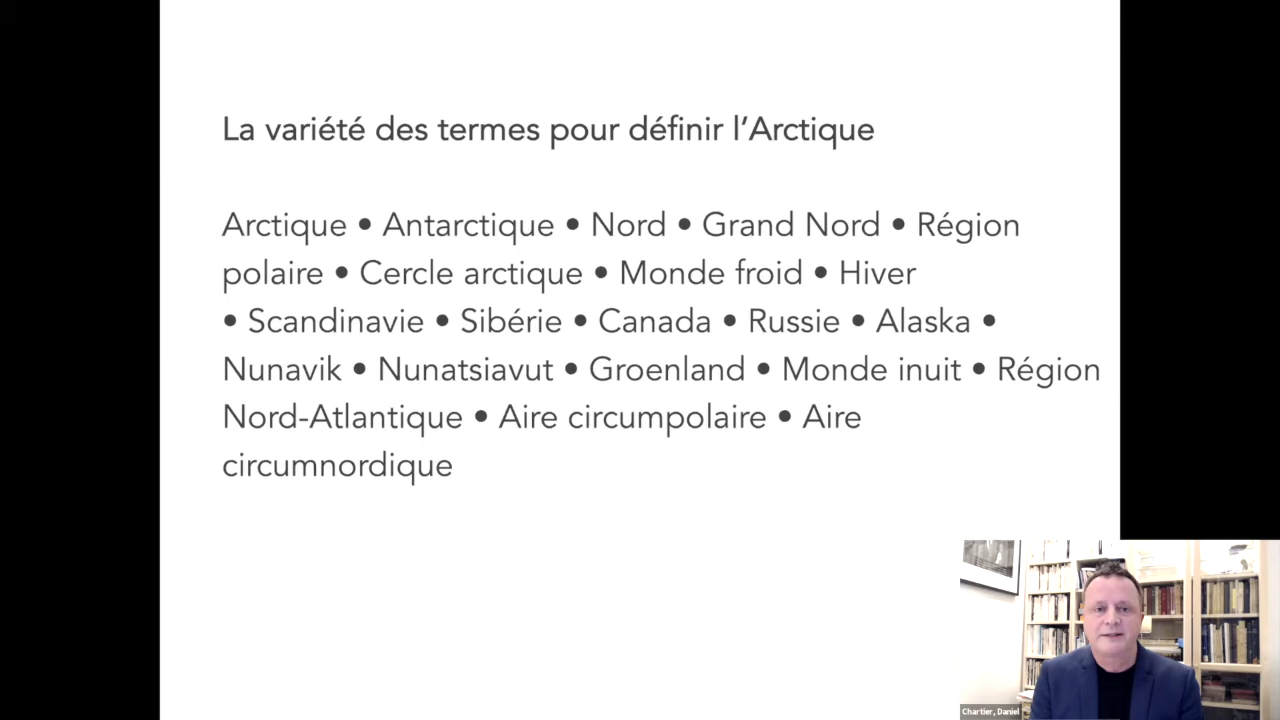 La variété des termes pour définir l’Arctique
Arctique • Antarctique • Nord • Grand Nord • Région
polaire • Cercle arctique • Monde froid • Hiver
• Scandinavie • Sibérie • Canada • Russie • Alaska •
Nunavik • Nunatsiavut • Groenland • Monde inuit • Région
Nord-Atlantique • Aire circumpolaire • Aire
circumnordique
Chartier, Daniel